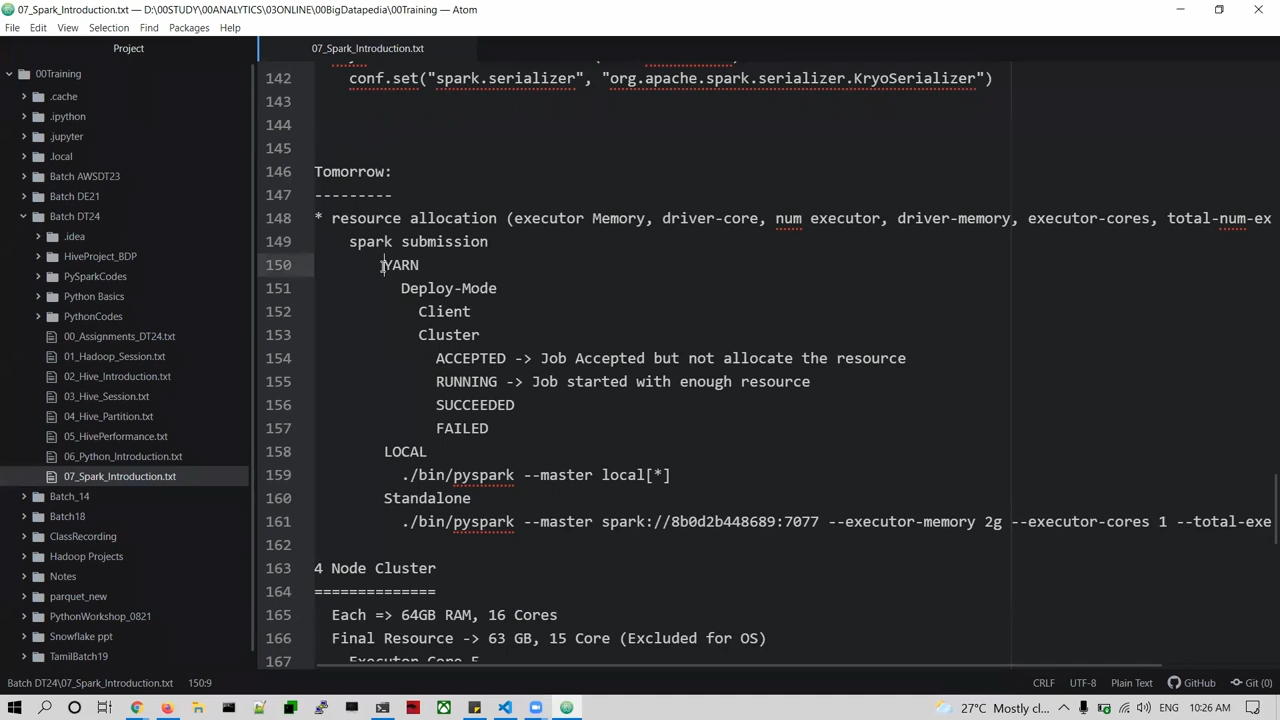 07_Spark_Introduction.txt — D:\00STUDY\00ANALYTICS\03ONLINE\00BigDatapedia\00Training — Atom
File Edit View Selection Find Packages Help
Project
00Training
.cache
.ipython
.jupyter
.local
Batch AWSDT23
Batch DE21
Batch DT24
.idea
HiveProject_BDP
PySparkCodes
Python Basics
PythonCodes
00_Assignments_DT24.txt
01_Hadoop_Session.txt
02_Hive_Introduction.txt
03_Hive_Session.txt
04_Hive_Partition.txt
05_HivePerformance.txt
06_Python_Introduction.txt
07_Spark_Introduction.txt
Batch_14
Batch18
ClassRecording
Hadoop Projects
Notes
parquet_new
PythonWorkshop_0821
Snowflake ppt
TamilBatch19
07_Spark_Introduction.txt
142 conf.set("spark.serializer", "org.apache.spark.serializer.KryoSerializer")
143
144
145
146 Tomorrow:
147 ---------
148 * resource allocation (executor Memory, driver-core, num executor, driver-memory, executor-cores, total-num-ex
149 spark submission
150 YARN
151 Deploy-Mode
152 Client
153 Cluster
154 ACCEPTED -> Job Accepted but not allocate the resource
155 RUNNING -> Job started with enough resource
156 SUCCEEDED
157 FAILED
158 LOCAL
159 ./bin/pyspark --master local[*]
160 Standalone
161 ./bin/pyspark --master spark://8b0d2b448689:7077 --executor-memory 2g --executor-cores 1 --total-exe
162
163 4 Node Cluster
164 ==============
165 Each => 64GB RAM, 16 Cores
166 Final Resource -> 63 GB, 15 Core (Excluded for OS)
167 Executor Core 5
Batch DT24\07_Spark_Introduction.txt 150:9 CRLF UTF-8 Plain Text GitHub Git (0)
27°C Mostly cl... 10:26 AM